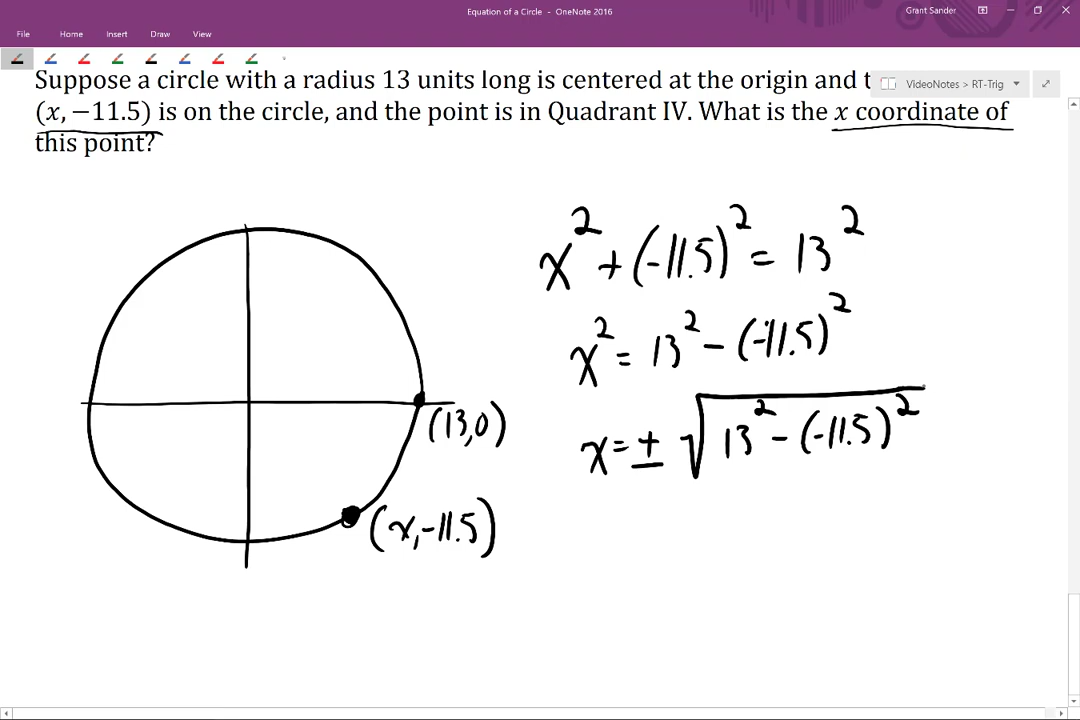 Equation of a Circle - OneNote 2016
Grant Sander
File Home Insert Draw View
Suppose a circle with a radius 13 units long is centered at the origin and t
VideoNotes > RT-Trig
(x, −11.5) is on the circle, and the point is in Quadrant IV. What is the x coordinate of
this point?
x² + (-11.5)² = 13²
x² = 13² - (-11.5)²
x = ± √(13² - (-11.5)²)
(13,0)
(x,-11.5)